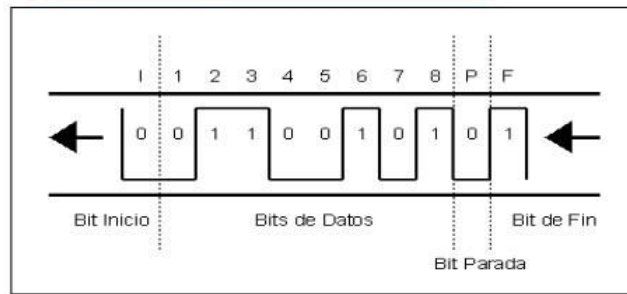 I 1 2 3 4 5 6 7 8 P F
0 0 1 1 0 0 1 0 1 0 1
Bit Inicio Bits de Datos Bit de Fin
Bit Parada